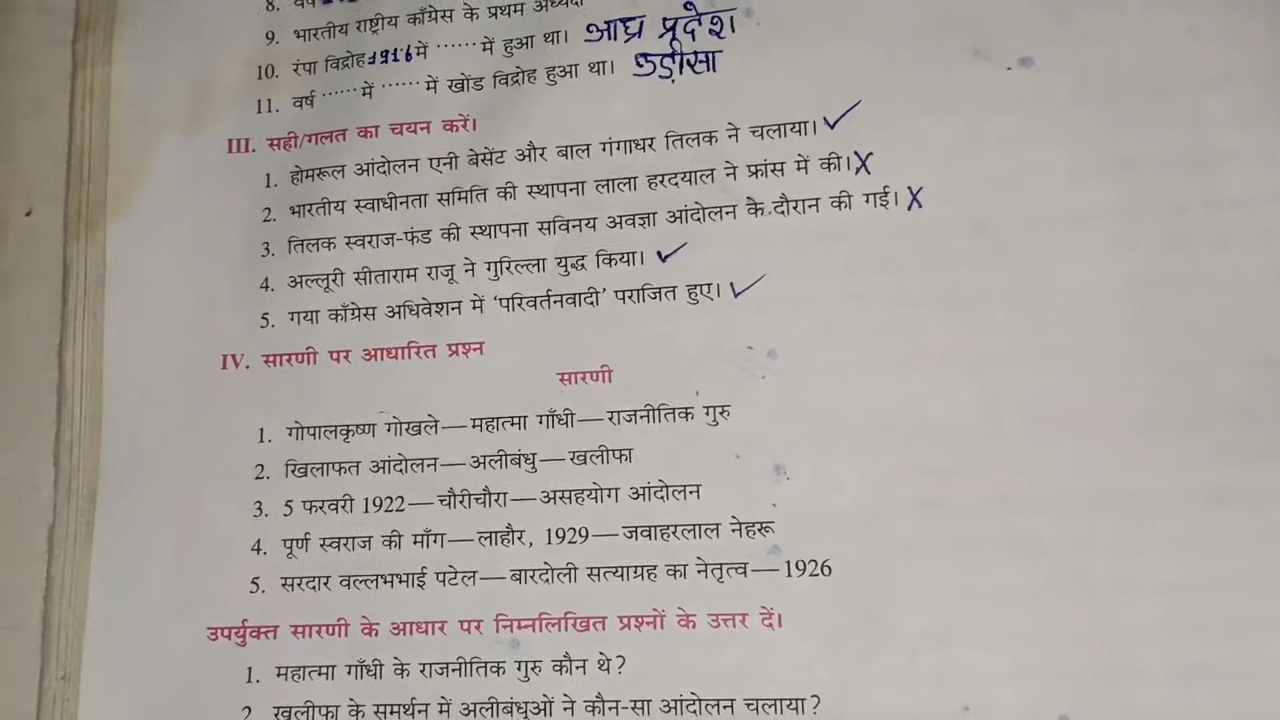 8. वर्ष
9. भारतीय राष्ट्रीय काँग्रेस के प्रथम अध्यक्ष
10. रंपा विद्रोह 1916 में ...... में हुआ था। आघ्र प्रदेश
11. वर्ष ...... में ...... में खोंड विद्रोह हुआ था। उड़ीसा
III. सही/गलत का चयन करें।
1. होमरूल आंदोलन एनी बेसेंट और बाल गंगाधर तिलक ने चलाया। ✓
2. भारतीय स्वाधीनता समिति की स्थापना लाला हरदयाल ने फ्रांस में की। X
3. तिलक स्वराज-फंड की स्थापना सविनय अवज्ञा आंदोलन के दौरान की गई। X
4. अल्लूरी सीताराम राजू ने गुरिल्ला युद्ध किया। ✓
5. गया काँग्रेस अधिवेशन में ‘परिवर्तनवादी’ पराजित हुए। ✓
IV. सारणी पर आधारित प्रश्न
सारणी
1. गोपालकृष्ण गोखले—महात्मा गाँधी—राजनीतिक गुरु
2. खिलाफत आंदोलन—अलीबंधु—खलीफा
3. 5 फरवरी 1922—चौरीचौरा—असहयोग आंदोलन
4. पूर्ण स्वराज की माँग—लाहौर, 1929—जवाहरलाल नेहरू
5. सरदार वल्लभभाई पटेल—बारदोली सत्याग्रह का नेतृत्व—1926
उपर्युक्त सारणी के आधार पर निम्नलिखित प्रश्नों के उत्तर दें।
1. महात्मा गाँधी के राजनीतिक गुरु कौन थे?
2. खलीफा के समर्थन में अलीबंधुओं ने कौन-सा आंदोलन चलाया?